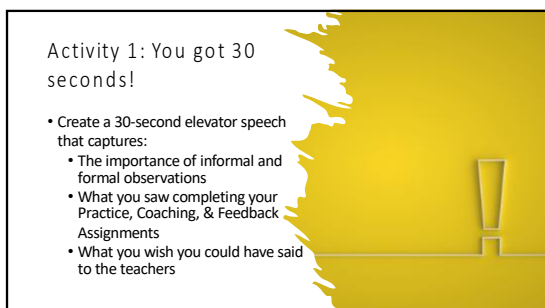 Activity 1: You got 30
seconds!
• Create a 30-second elevator speech
that captures:
• The importance of informal and
formal observations
• What you saw completing your
Practice, Coaching, & Feedback
Assignments
• What you wish you could have said
to the teachers